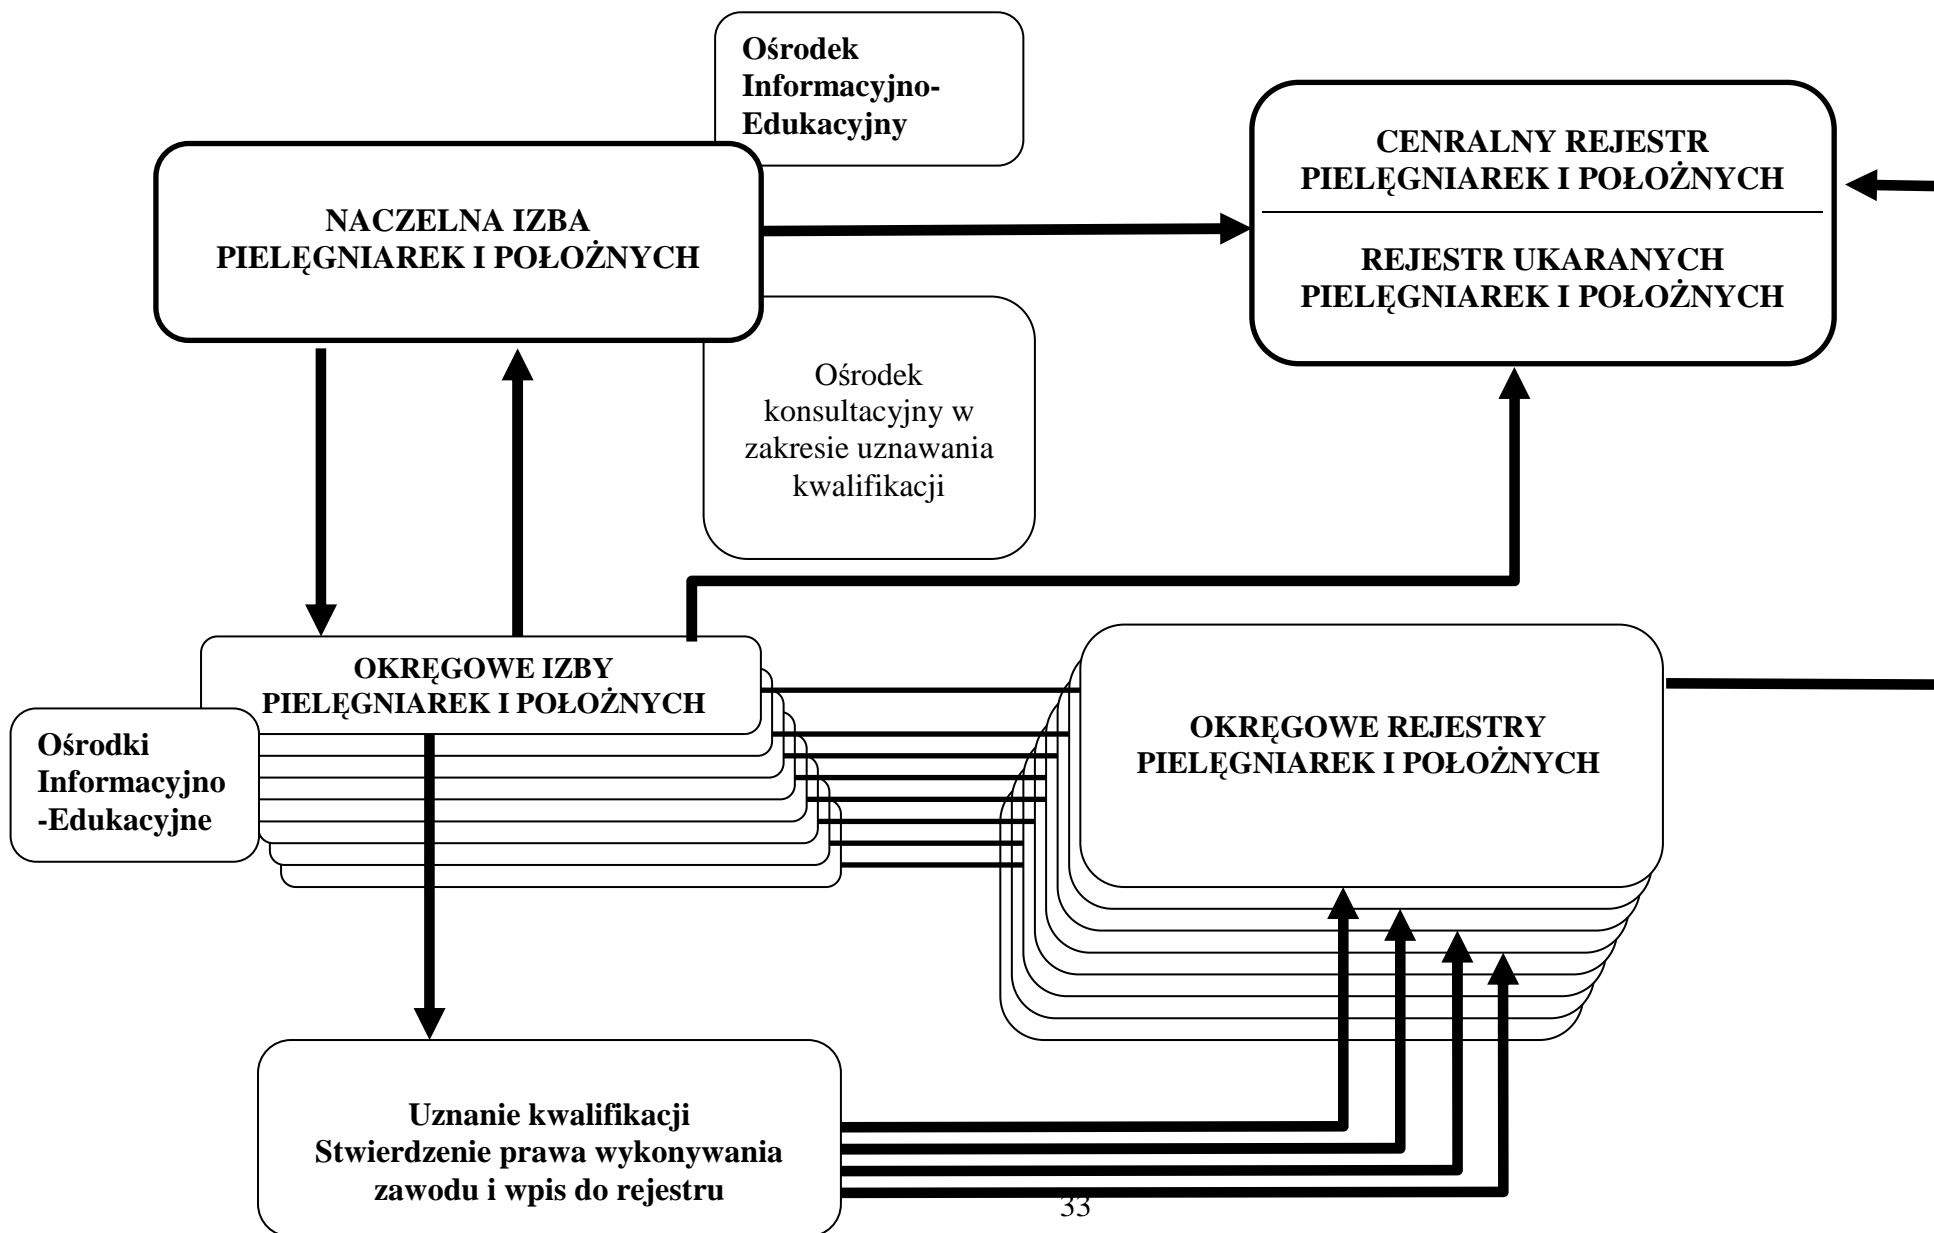 Ośrodek
Informacyjno-
Edukacyjny
CENRALNY REJESTR
PIELĘGNIAREK I POŁOŻNYCH
NACZELNA IZBA
PIELĘGNIAREK I POŁOŻNYCH
REJESTR UKARANYCH
PIELĘGNIAREK I POŁOŻNYCH
Ośrodek
konsultacyjny w
zakresie uznawania
kwalifikacji
OKRĘGOWE IZBY
PIELĘGNIAREK I POŁOŻNYCH
Ośrodki
Informacyjno
-Edukacyjne
OKRĘGOWE REJESTRY
PIELĘGNIAREK I POŁOŻNYCH
Uznanie kwalifikacji
Stwierdzenie prawa wykonywania
zawodu i wpis do rejestru
33